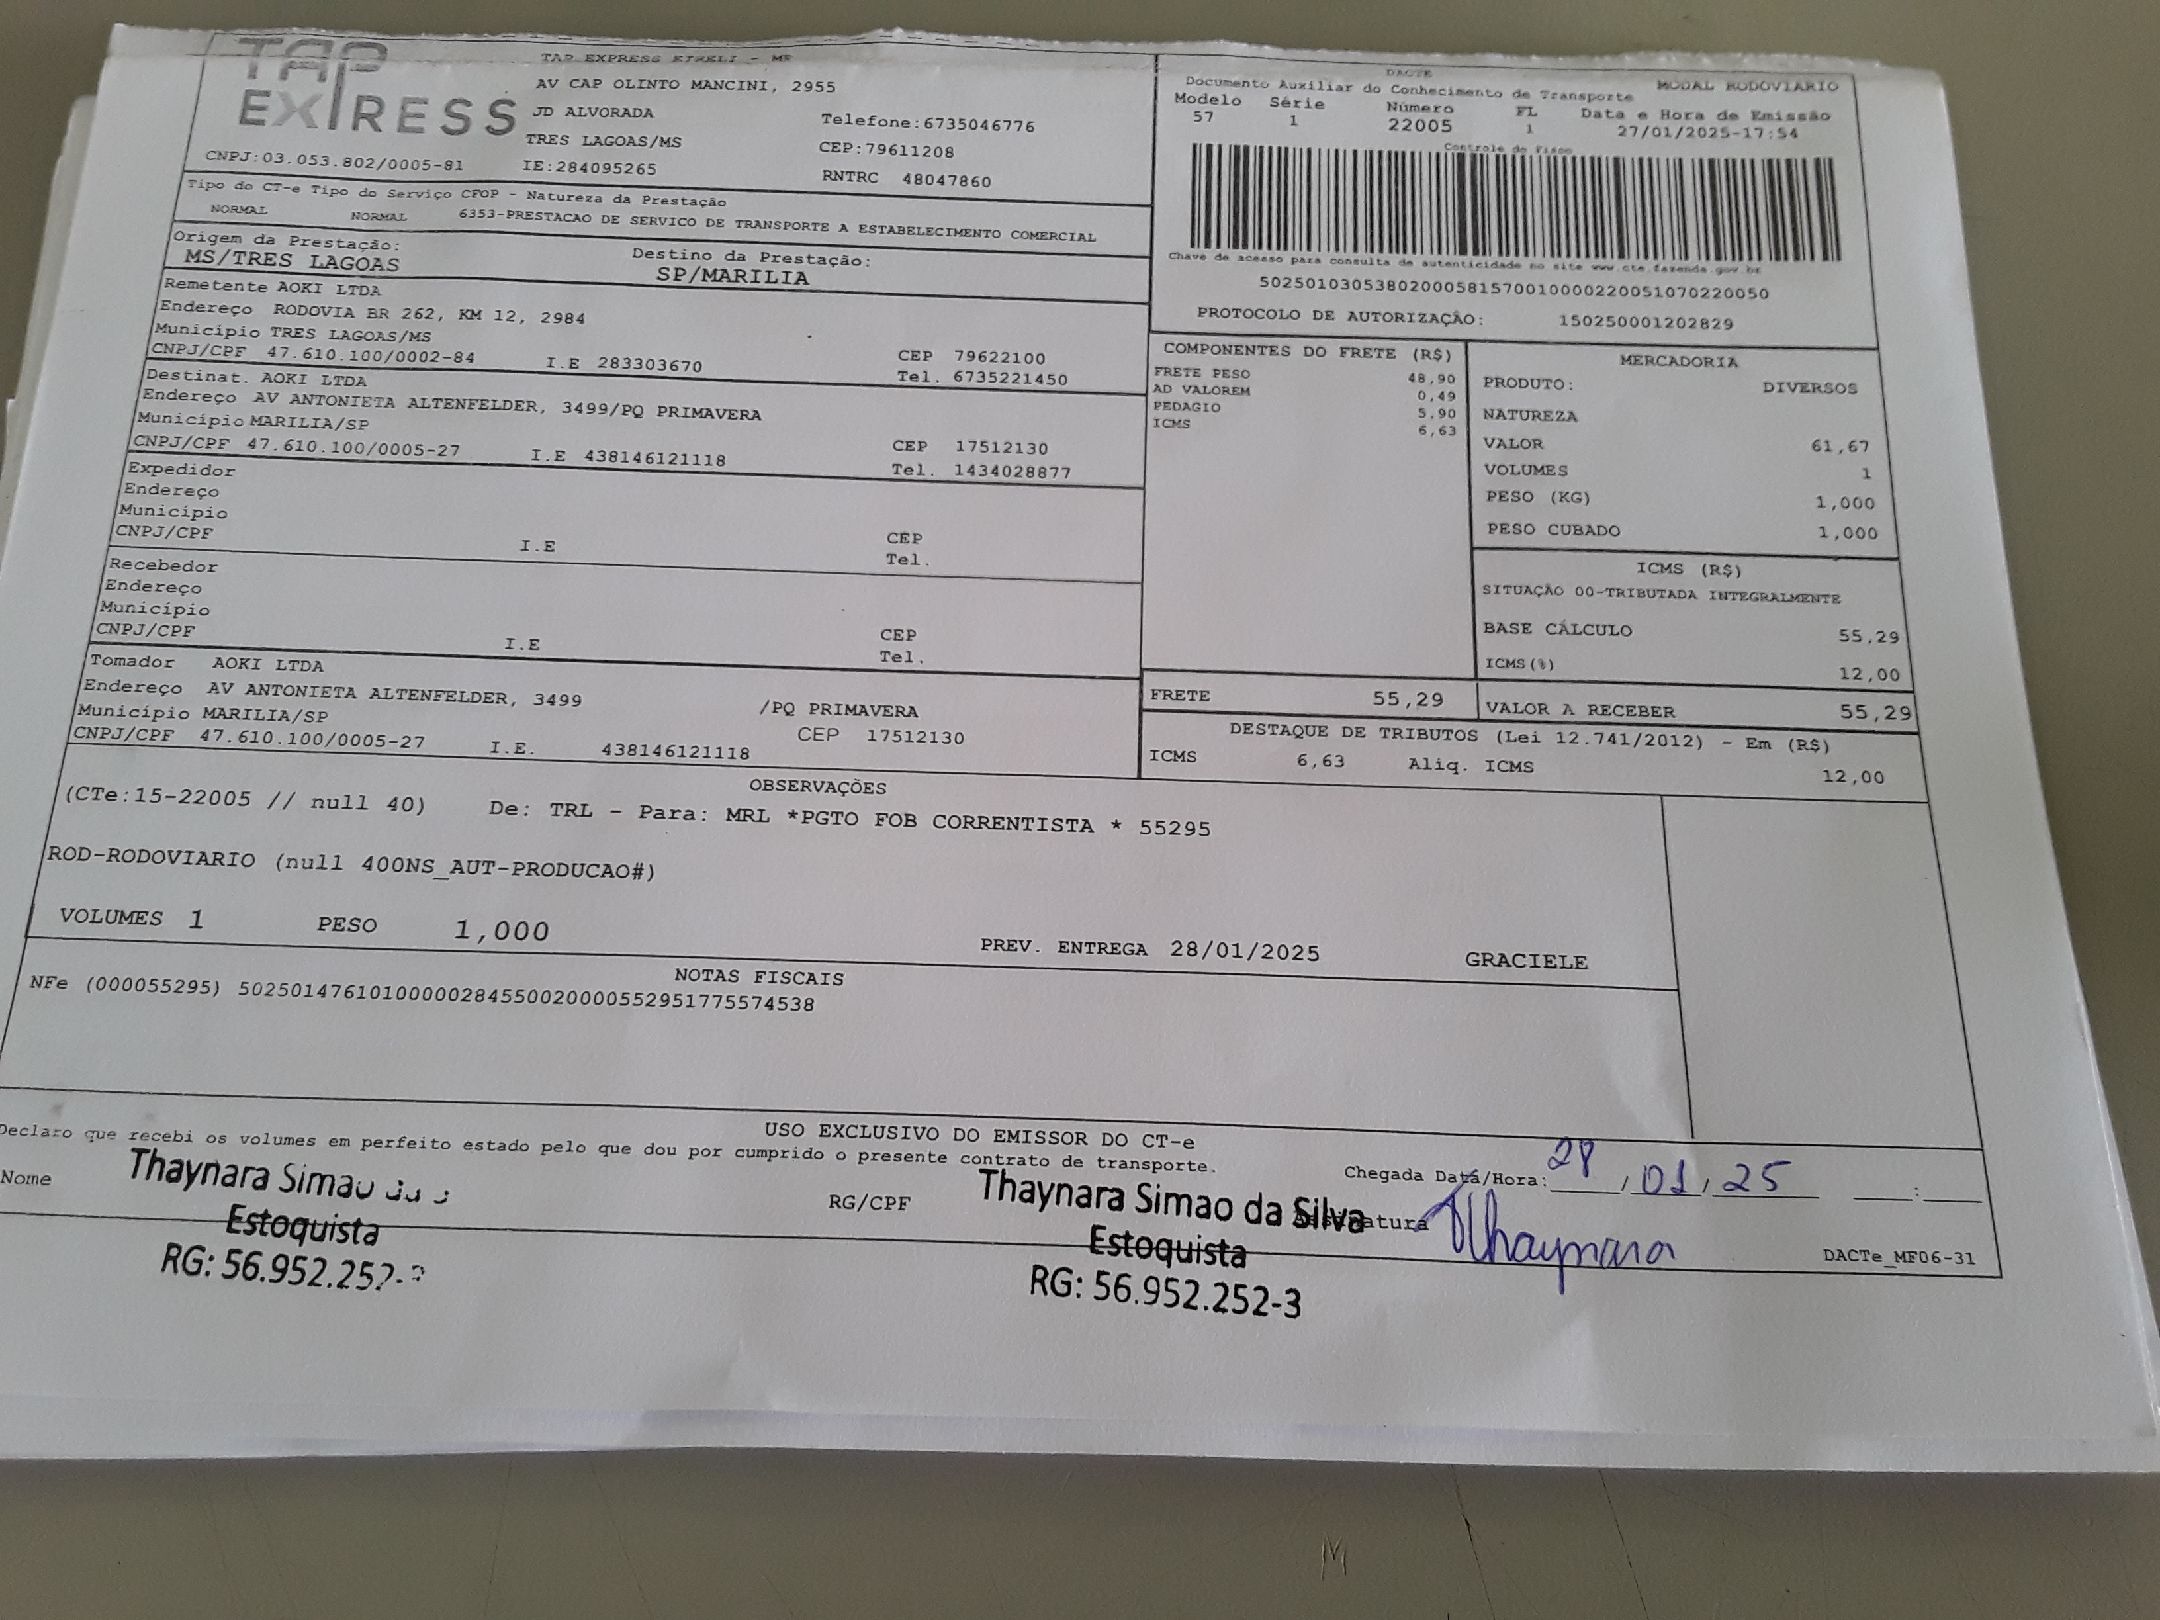 TAP
EXPRESS
TAP EXPRESS EIRELI - ME
AV CAP OLINTO MANCINI, 2955
JD ALVORADA
Telefone:6735046776
TRES LAGOAS/MS
CEP:79611208
CNPJ:03.053.802/0005-81
IE:284095265
RNTRC 48047860
DACTE
MODAL RODOVIARIO
Documento Auxiliar do Conhecimento de Transporte
Modelo Série Número FL Data e Hora de Emissão
57 1 22005 1 27/01/2025-17:54
Controle do Fisco
Chave de acesso para consulta de autenticidade no site www.cte.fazenda.gov.br
50250103053802000581570010000220051070220050
PROTOCOLO DE AUTORIZAÇÃO: 150250001202829
Tipo do CT-e Tipo do Serviço CFOP - Natureza da Prestação
NORMAL NORMAL 6353-PRESTACAO DE SERVICO DE TRANSPORTE A ESTABELECIMENTO COMERCIAL
Origem da Prestação: Destino da Prestação:
MS/TRES LAGOAS SP/MARILIA
Remetente AOKI LTDA
Endereço RODOVIA BR 262, KM 12, 2984
Município TRES LAGOAS/MS CEP 79622100
CNPJ/CPF 47.610.100/0002-84 I.E 283303670 Tel. 6735221450
Destinat. AOKI LTDA
Endereço AV ANTONIETA ALTENFELDER, 3499/PQ PRIMAVERA
Município MARILIA/SP CEP 17512130
CNPJ/CPF 47.610.100/0005-27 I.E 438146121118 Tel. 1434028877
Expedidor
Endereço
Município CEP
CNPJ/CPF I.E Tel.
Recebedor
Endereço
Município CEP
CNPJ/CPF I.E Tel.
Tomador AOKI LTDA
Endereço AV ANTONIETA ALTENFELDER, 3499 /PQ PRIMAVERA
Município MARILIA/SP CEP 17512130
CNPJ/CPF 47.610.100/0005-27 I.E. 438146121118
COMPONENTES DO FRETE (R$)
FRETE PESO 48,90
AD VALOREM 0,49
PEDAGIO 5,90
ICMS 6,63
MERCADORIA
PRODUTO: DIVERSOS
NATUREZA
VALOR 61,67
VOLUMES 1
PESO (KG) 1,000
PESO CUBADO 1,000
ICMS (R$)
SITUAÇÃO 00-TRIBUTADA INTEGRALMENTE
BASE CÁLCULO 55,29
ICMS(%) 12,00
FRETE 55,29 VALOR A RECEBER 55,29
DESTAQUE DE TRIBUTOS (Lei 12.741/2012) - Em (R$)
ICMS 6,63 Aliq. ICMS 12,00
OBSERVAÇÕES
(CTe:15-22005 // null 40) De: TRL - Para: MRL *PGTO FOB CORRENTISTA * 55295
ROD-RODOVIARIO (null 400NS_AUT-PRODUCAO#)
VOLUMES 1 PESO 1,000 PREV. ENTREGA 28/01/2025 GRACIELE
NOTAS FISCAIS
NFe (000055295) 50250147610100000284550020000552951775574538
USO EXCLUSIVO DO EMISSOR DO CT-e
Declaro que recebi os volumes em perfeito estado pelo que dou por cumprido o presente contrato de transporte.
Chegada Data/Hora: 28/01/25 :
Nome Thaynara Simao
Estoquista
RG: 56.952.252-
RG/CPF Thaynara Simao da Silva
Estoquista
RG: 56.952.252-3
Assinatura Thaynara
DACTe_MF06-31